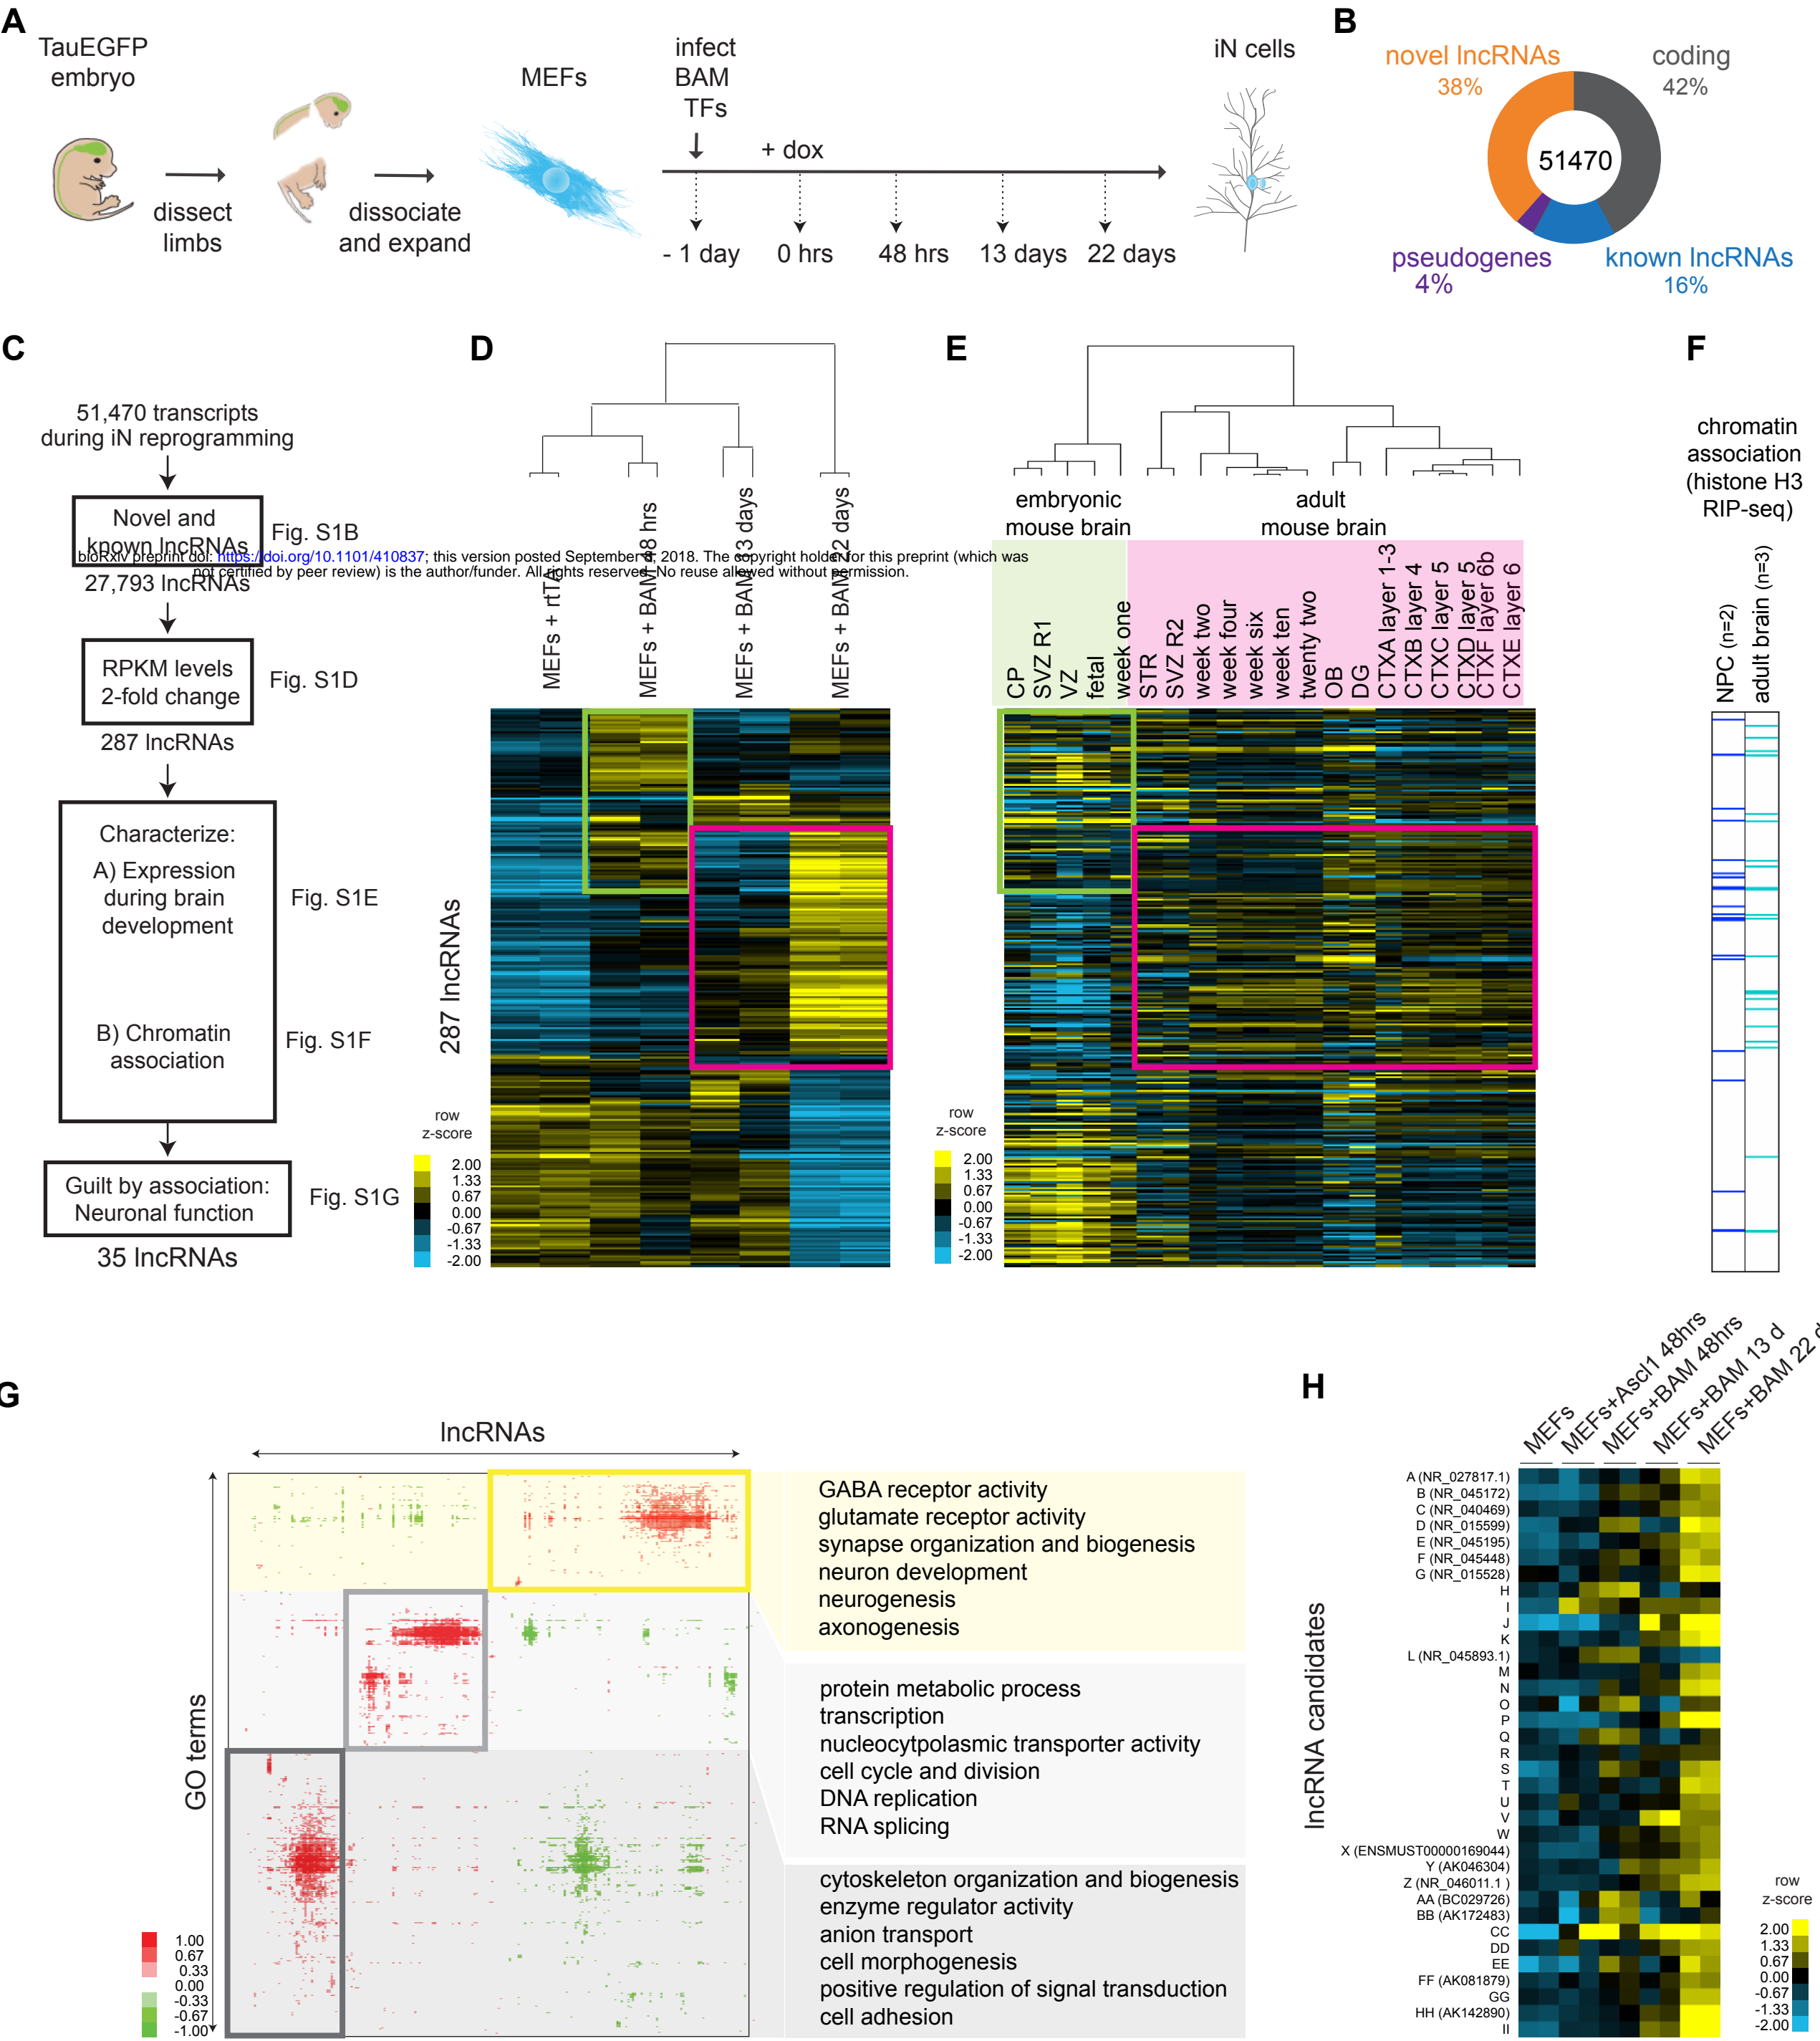 A
TauEGFP
embryo
dissect
limbs
dissociate
and expand
MEFs
infect
BAM
TFs
+ dox
- 1 day
0 hrs
48 hrs
13 days
22 days
iN cells
B
novel lncRNAs
38%
coding
42%
51470
pseudogenes
4%
known lncRNAs
16%
C
51,470 transcripts
during iN reprogramming
Novel and
known lncRNAs
Fig. S1B
bioRxiv preprint doi: https://doi.org/10.1101/410837; this version posted September 4, 2018. The copyright holder for this preprint (which was
not certified by peer review) is the author/funder. All rights reserved. No reuse allowed without permission.
27,793 lncRNAs
RPKM levels
2-fold change
Fig. S1D
287 lncRNAs
Characterize:
A) Expression
during brain
development
Fig. S1E
B) Chromatin
association
Fig. S1F
Guilt by association:
Neuronal function
Fig. S1G
35 lncRNAs
D
MEFs + rtTA
MEFs + BAM 48 hrs
MEFs + BAM 13 days
MEFs + BAM 22 days
287 lncRNAs
row
z-score
2.00
1.33
0.67
0.00
-0.67
-1.33
-2.00
E
embryonic
mouse brain
adult
mouse brain
CP
SVZ R1
VZ
fetal
week one
STR
SVZ R2
week two
week four
week six
week ten
twenty two
OB
DG
CTXA layer 1-3
CTXB layer 4
CTXC layer 5
CTXD layer 5
CTXF layer 6b
CTXE layer 6
row
z-score
2.00
1.33
0.67
0.00
-0.67
-1.33
-2.00
F
chromatin
association
(histone H3
RIP-seq)
NPC (n=2)
adult brain (n=3)
G
lncRNAs
GO terms
1.00
0.67
0.33
0.00
-0.33
-0.67
-1.00
GABA receptor activity
glutamate receptor activity
synapse organization and biogenesis
neuron development
neurogenesis
axonogenesis
protein metabolic process
transcription
nucleocytpolasmic transporter activity
cell cycle and division
DNA replication
RNA splicing
cytoskeleton organization and biogenesis
enzyme regulator activity
anion transport
cell morphogenesis
positive regulation of signal transduction
cell adhesion
H
MEFs
MEFs+Ascl1 48hrs
MEFs+BAM 48hrs
MEFs+BAM 13 d
MEFs+BAM 22 d
lncRNA candidates
A (NR_027817.1)
B (NR_045172)
C (NR_040469)
D (NR_015599)
E (NR_045195)
F (NR_045448)
G (NR_015528)
H
I
J
K
L (NR_045893.1)
M
N
O
P
Q
R
S
T
U
V
W
X (ENSMUST00000169044)
Y (AK046304)
Z (NR_046011.1 )
AA (BC029726)
BB (AK172483)
CC
DD
EE
FF (AK081879)
GG
HH (AK142890)
II
row
z-score
2.00
1.33
0.67
0.00
-0.67
-1.33
-2.00